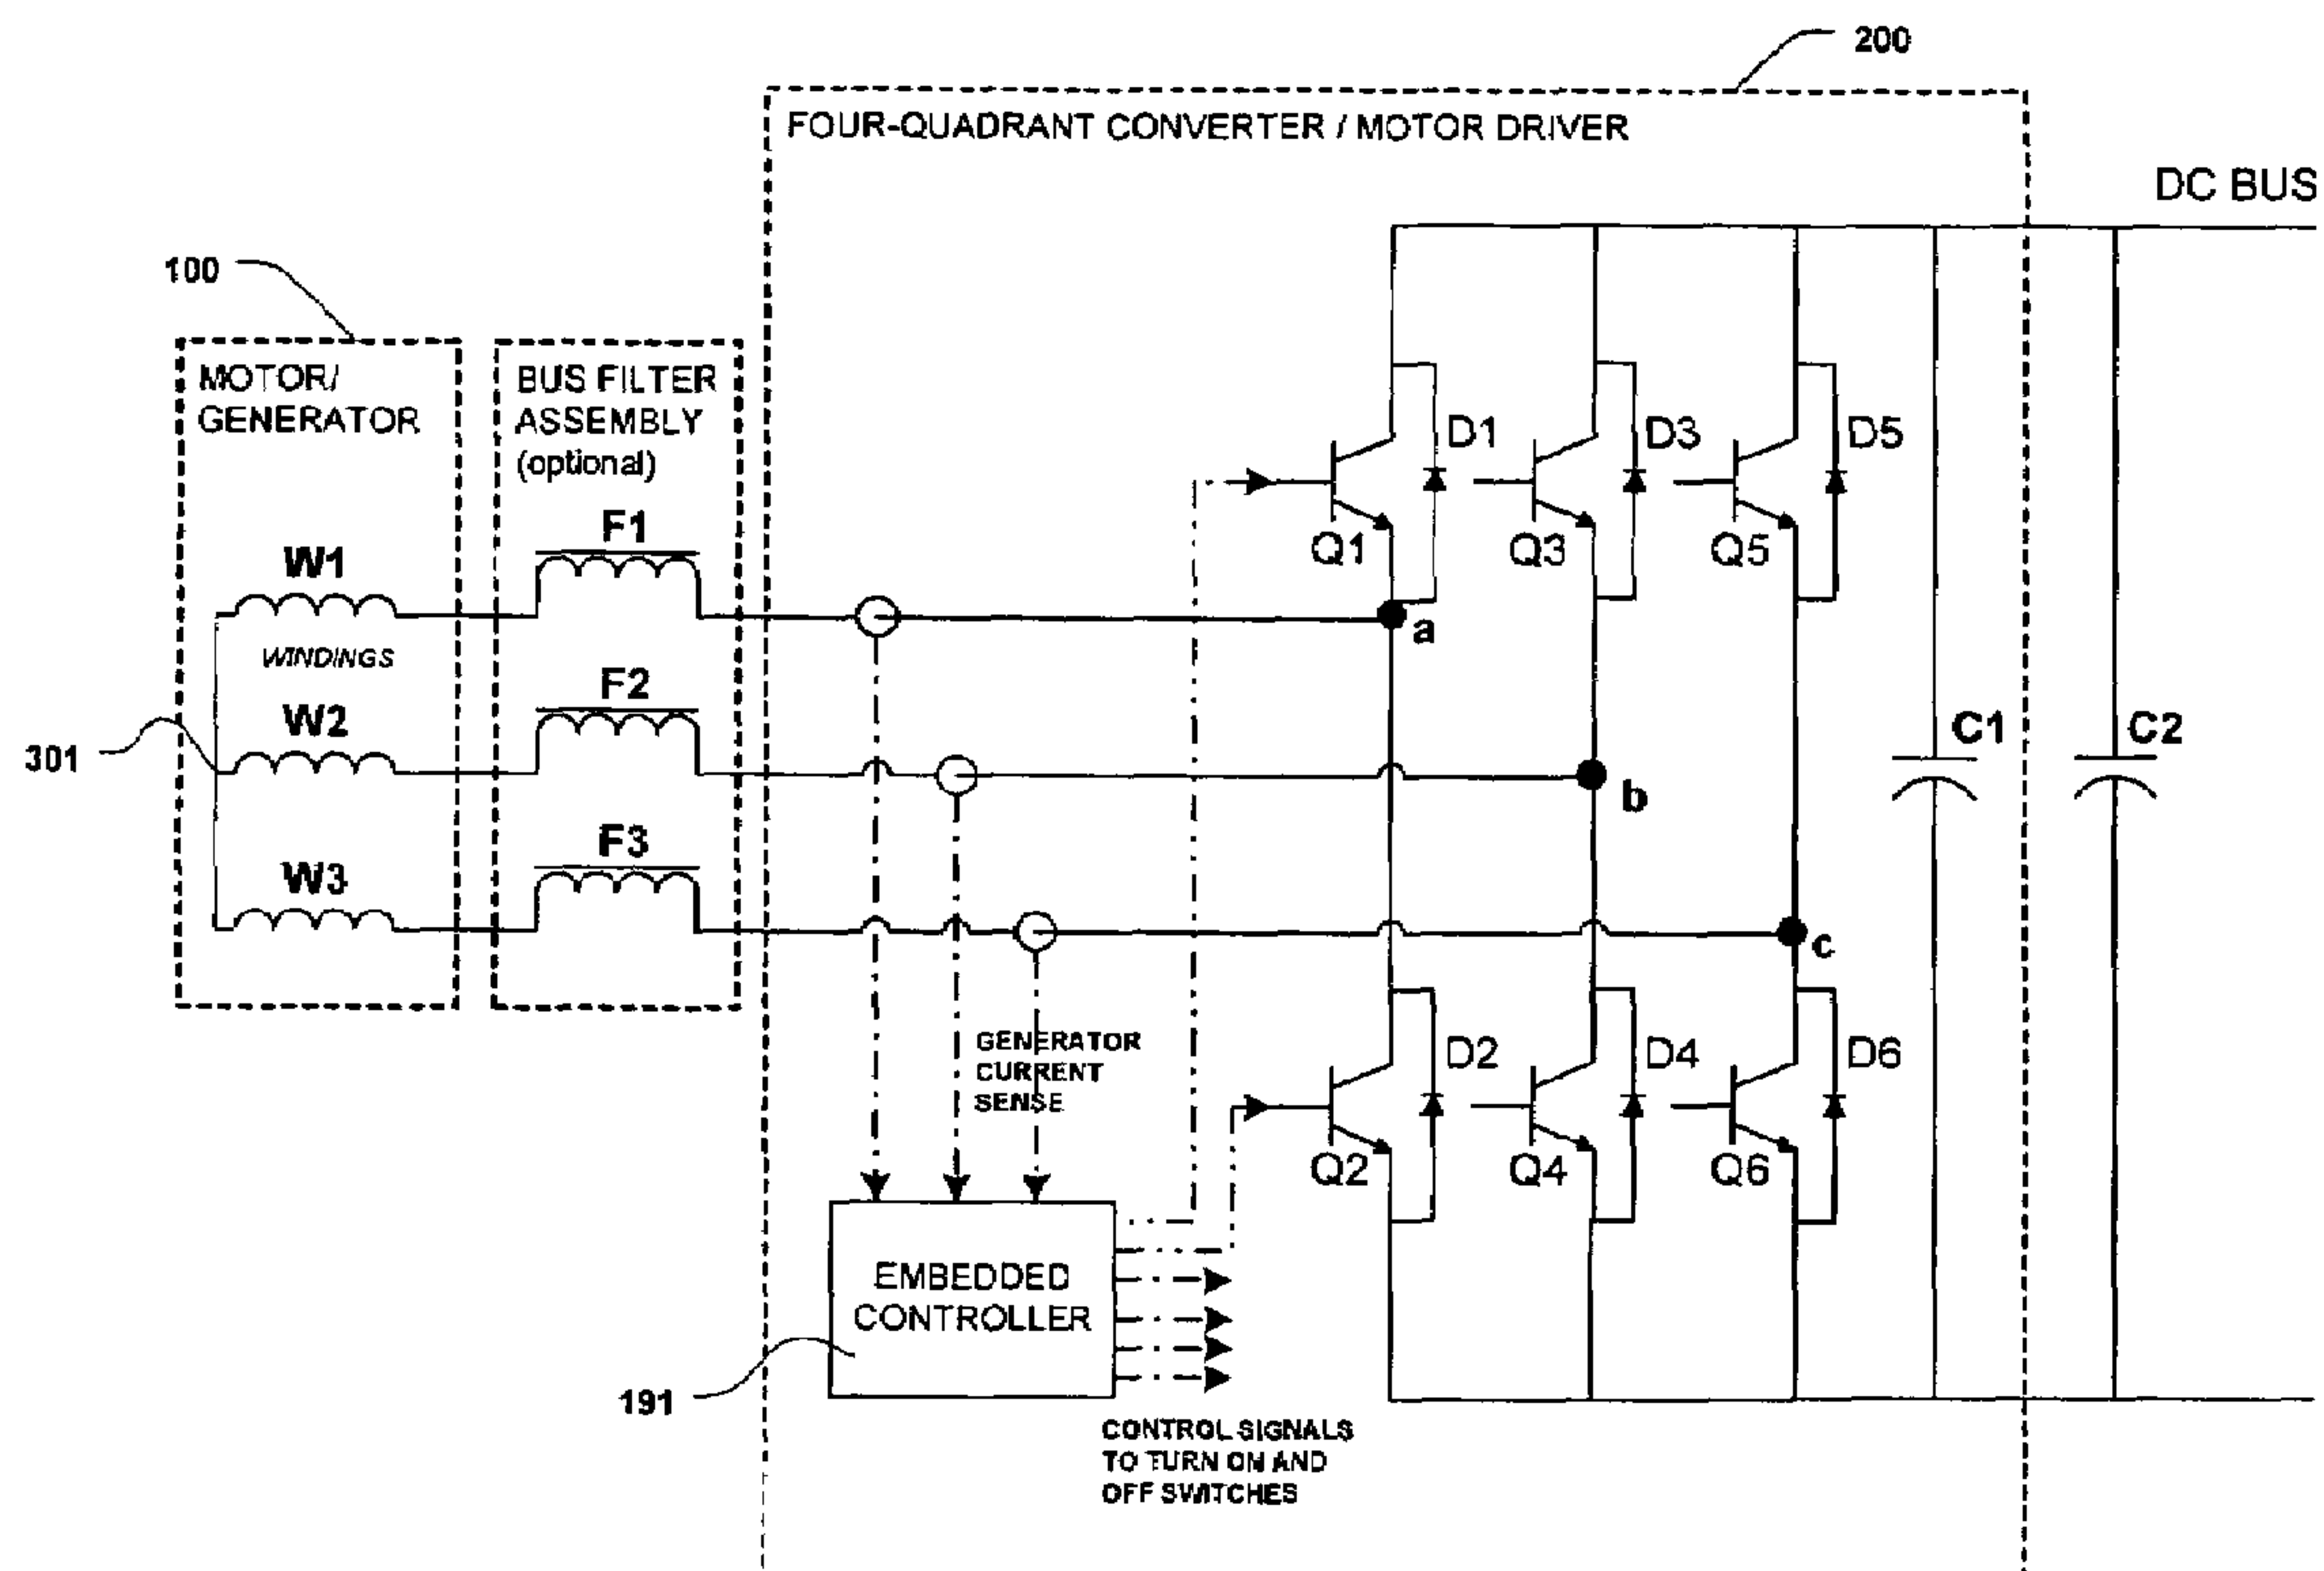 200
FOUR-QUADRANT CONVERTER / MOTOR DRIVER
DC BUS
100
MOTOR/
GENERATOR
BUS FILTER
ASSEMBLY
(optional)
D1
D3
D5
F1
Q1
Q3
Q5
W1
a
WINDINGS
F2
W2
301
C1
C2
b
F3
W3
c
GENERATOR
CURRENT
SENSE
D2
D4
D6
Q2
Q4
Q6
EMBEDDED
CONTROLLER
191
CONTROL SIGNALS
TO TURN ON AND
OFF SWITCHES